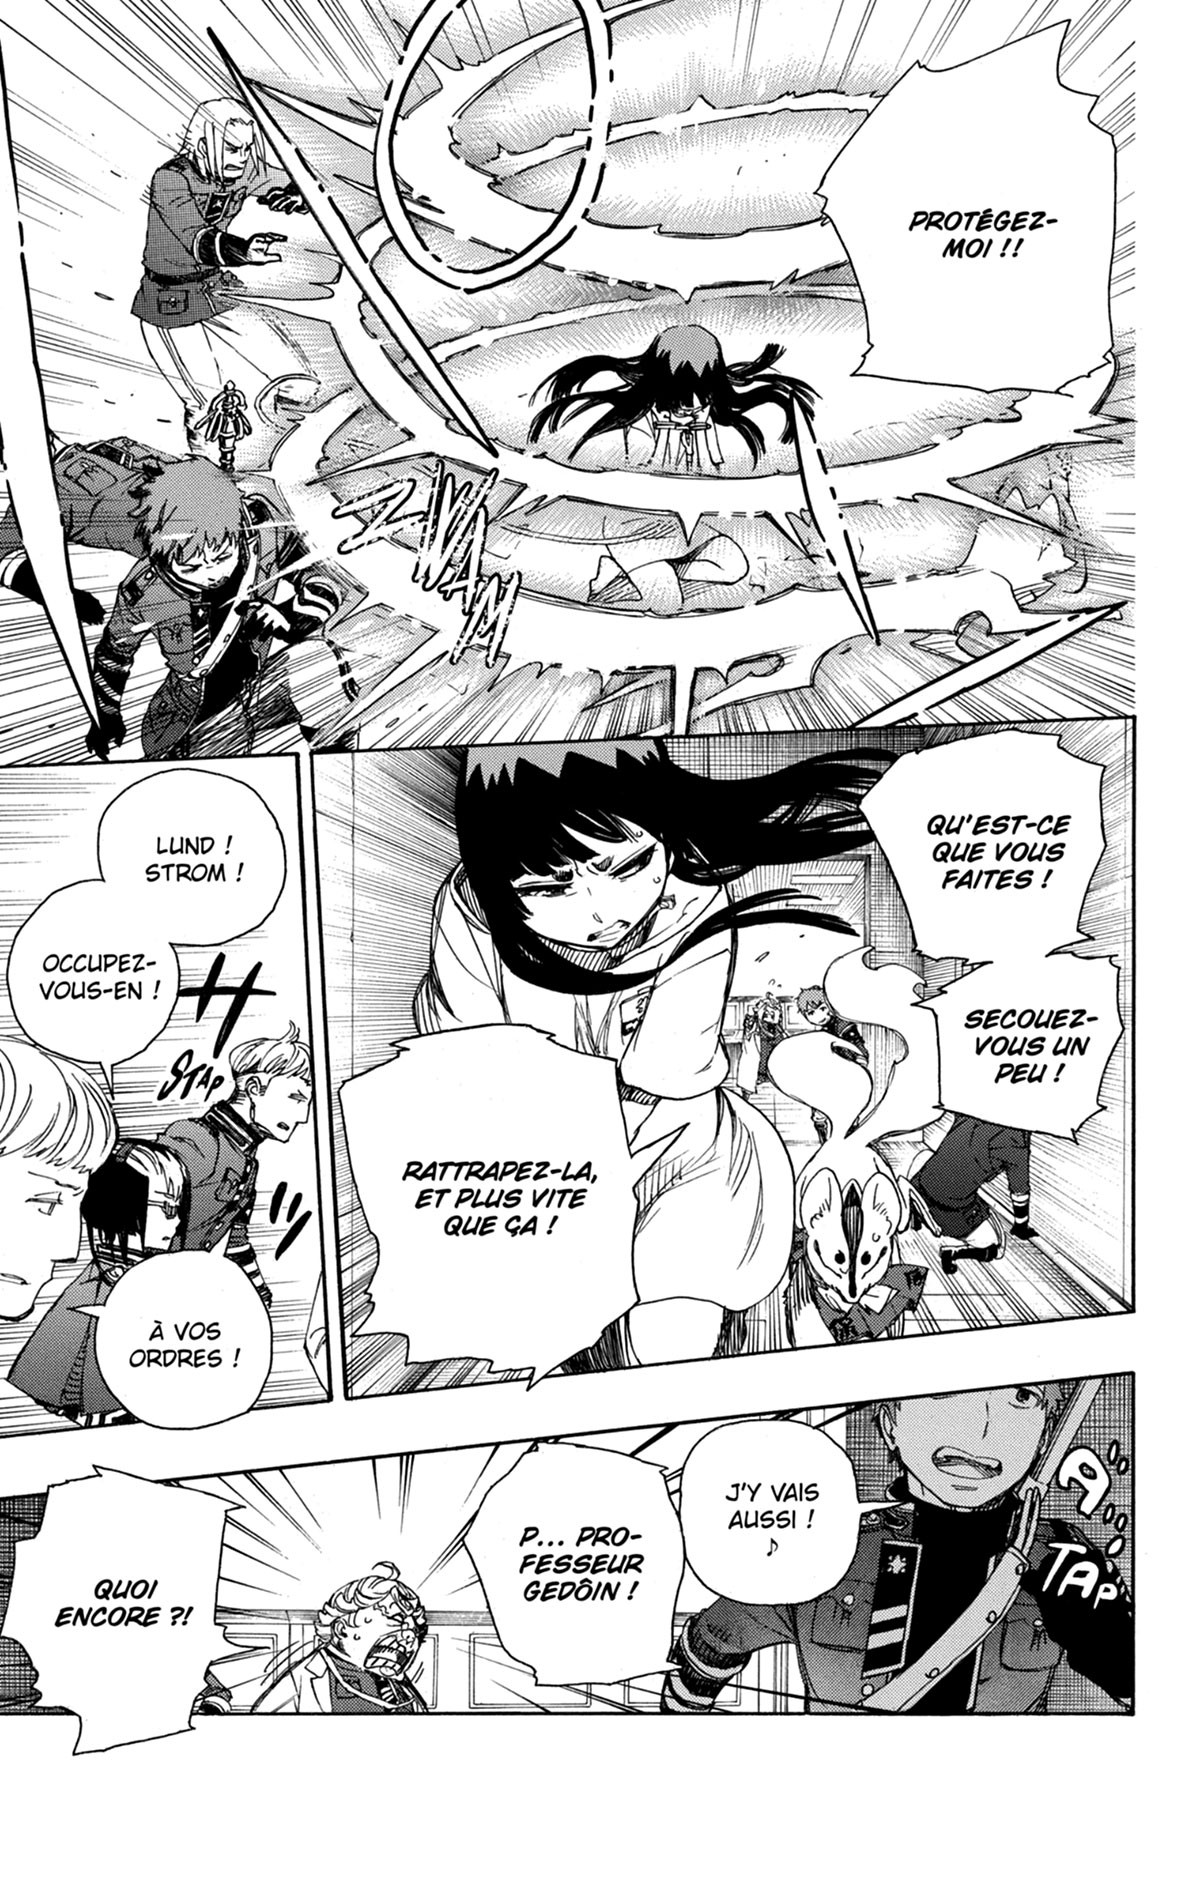 PROTÉGEZ-
MOI !!
ZWAM
WAM
QU'EST-CE
QUE VOUS
FAITES !
SECOUEZ-
VOUS UN
PEU !
RATTRAPEZ-LA,
ET PLUS VITE
QUE ÇA !
LUND !
STROM !
OCCUPEZ-
VOUS-EN !
STAP
À VOS
ORDRES !
TAP
J'Y VAIS
AUSSI !
♪
P... PRO-
FESSEUR
GEDÔIN !
QUOI
ENCORE ?!